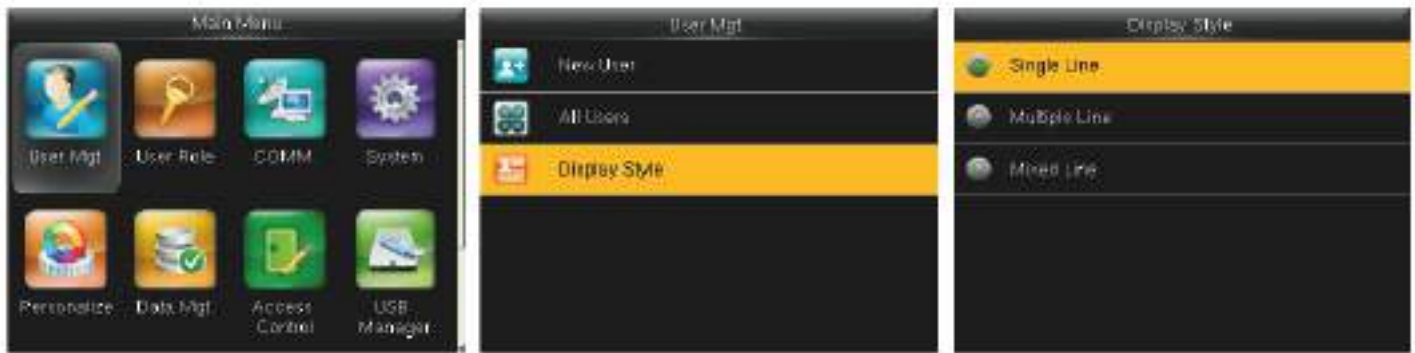 Main Menu
User Mgt
User Role
COMM
System
Personalize
Data Mgt.
Access Control
USB Manager
User Mgt
New User
All Users
Display Style
Display Style
Single Line
Multiple Line
Mixed Line